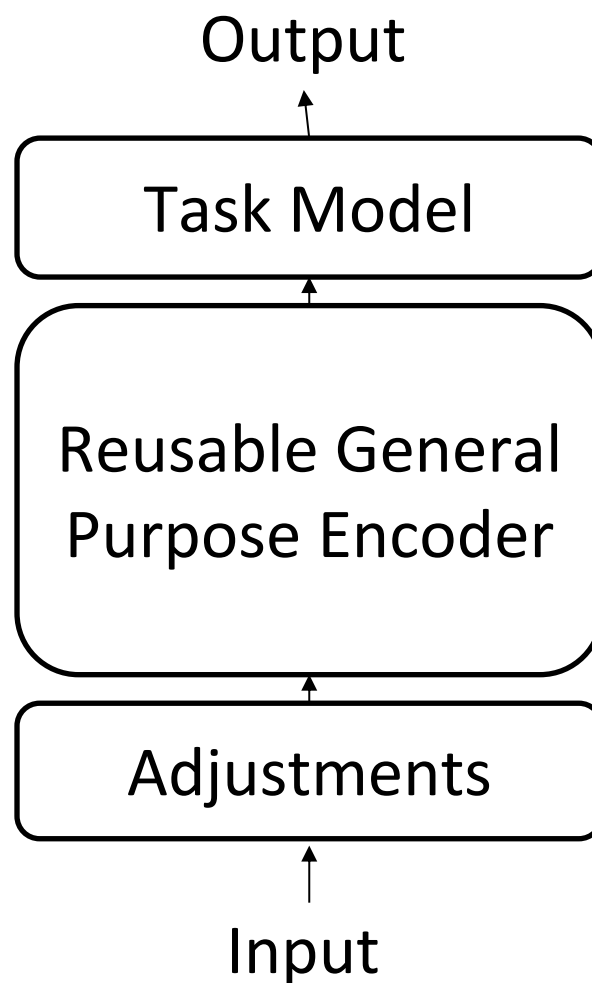 Output
Task Model
Reusable General
Purpose Encoder
Adjustments
Input